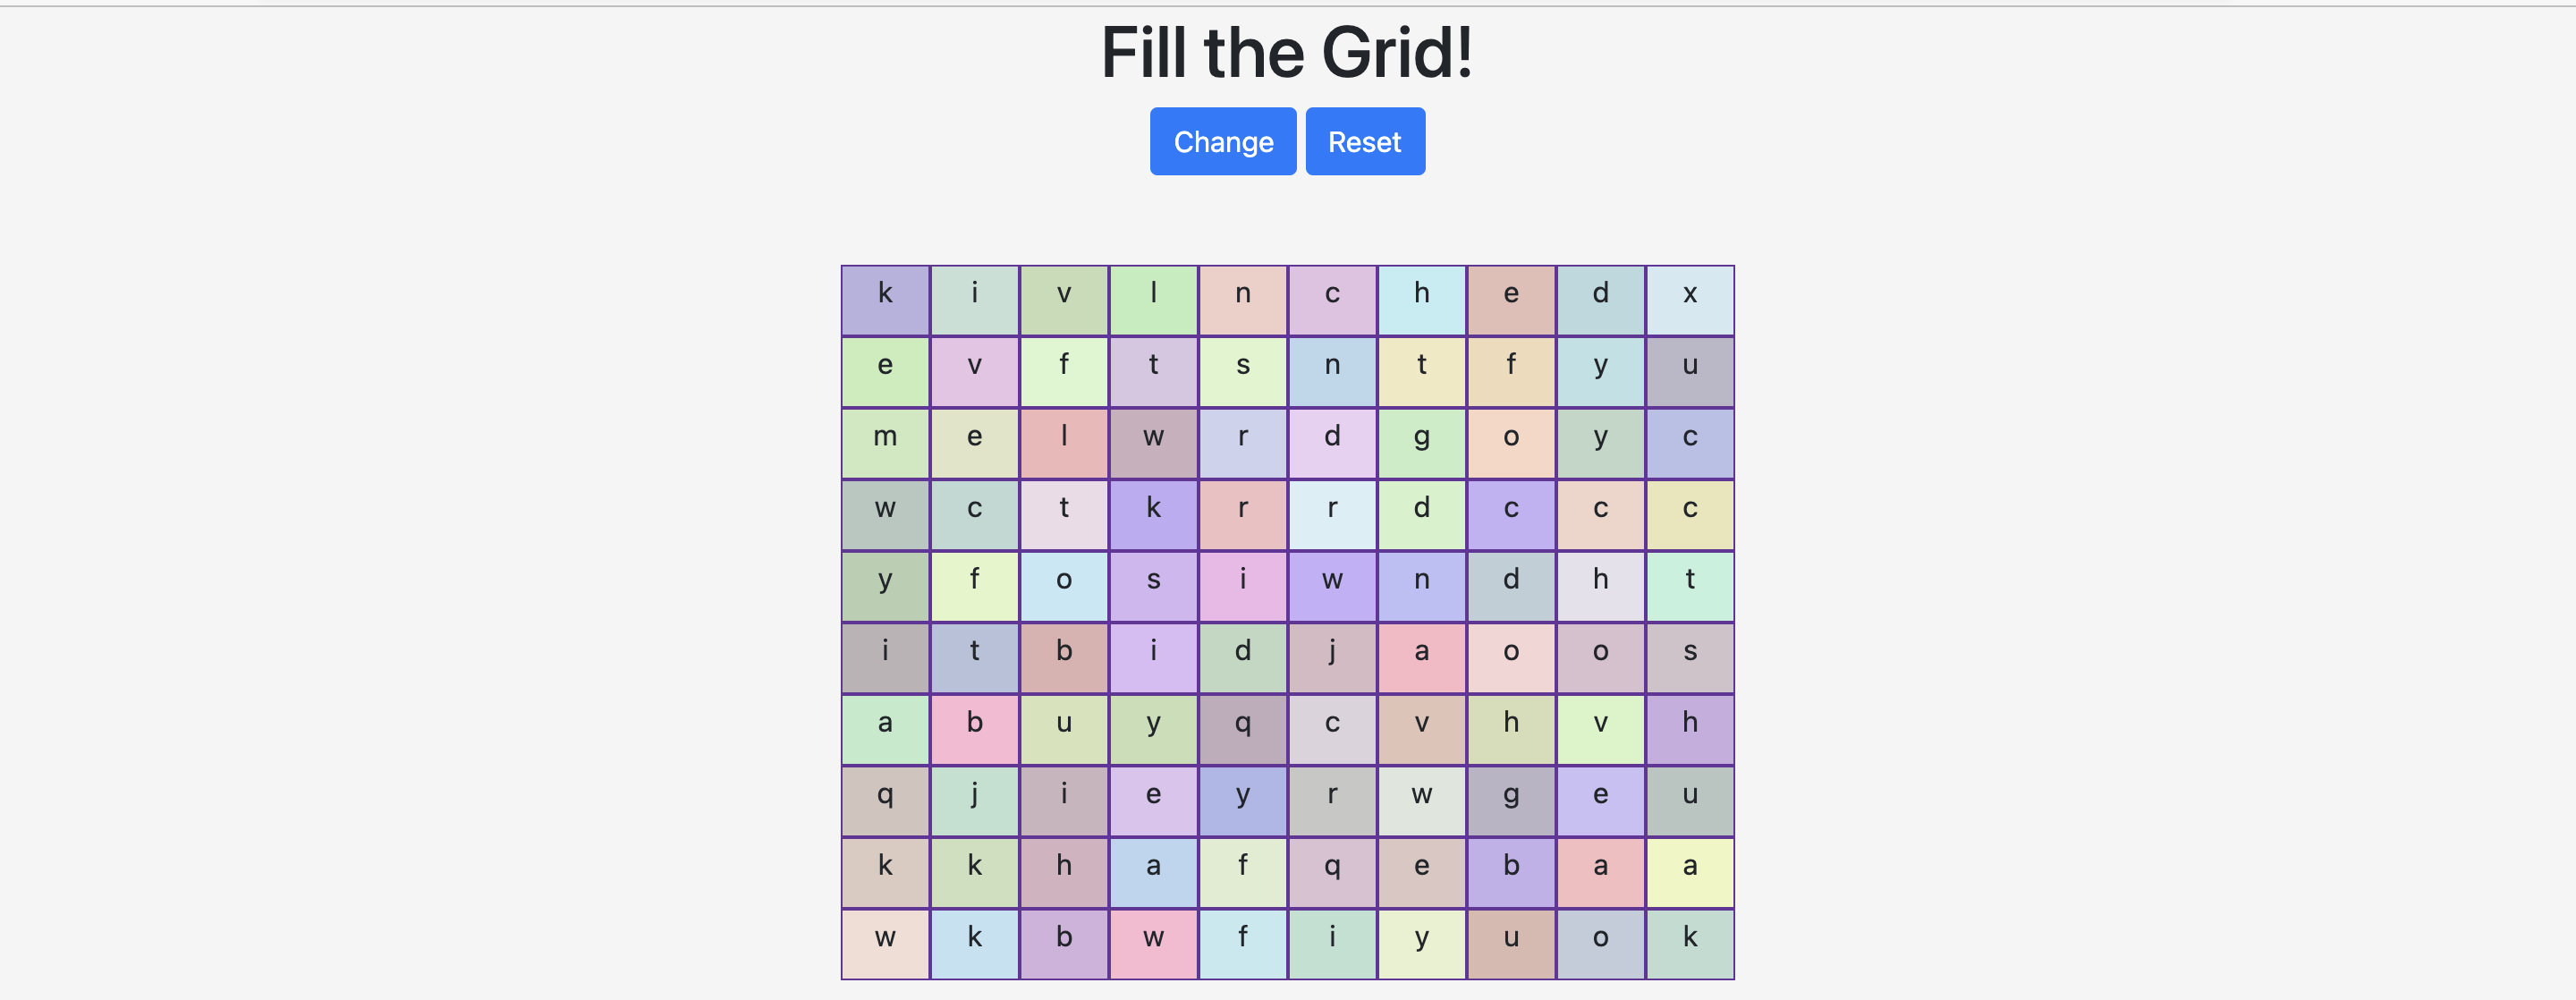 Fill the Grid!
Change Reset
k i v l n c h e d x
e v f t s n t f y u
m e l w r d g o y c
w c t k r r d c c c
y f o s i w n d h t
i t b i d j a o o s
a b u y q c v h v h
q j i e y r w g e u
k k h a f q e b a a
w k b w f i y u o k